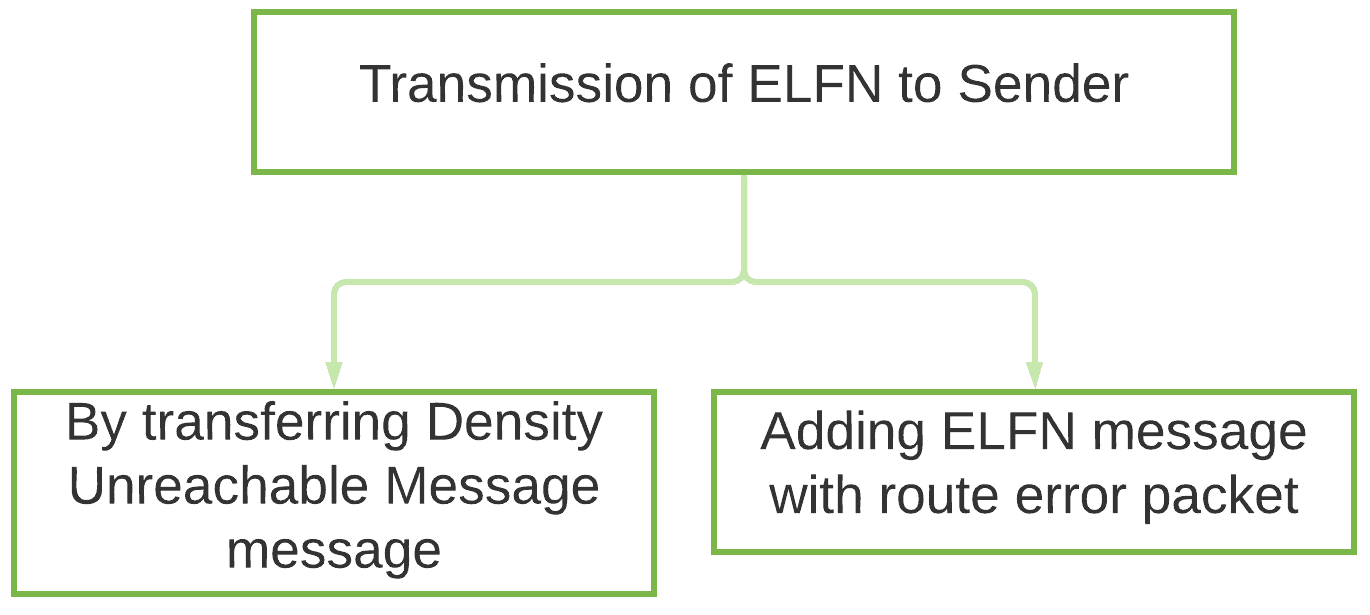 Transmission of ELFN to Sender
By transferring Density
Unreachable Message
message
Adding ELFN message
with route error packet